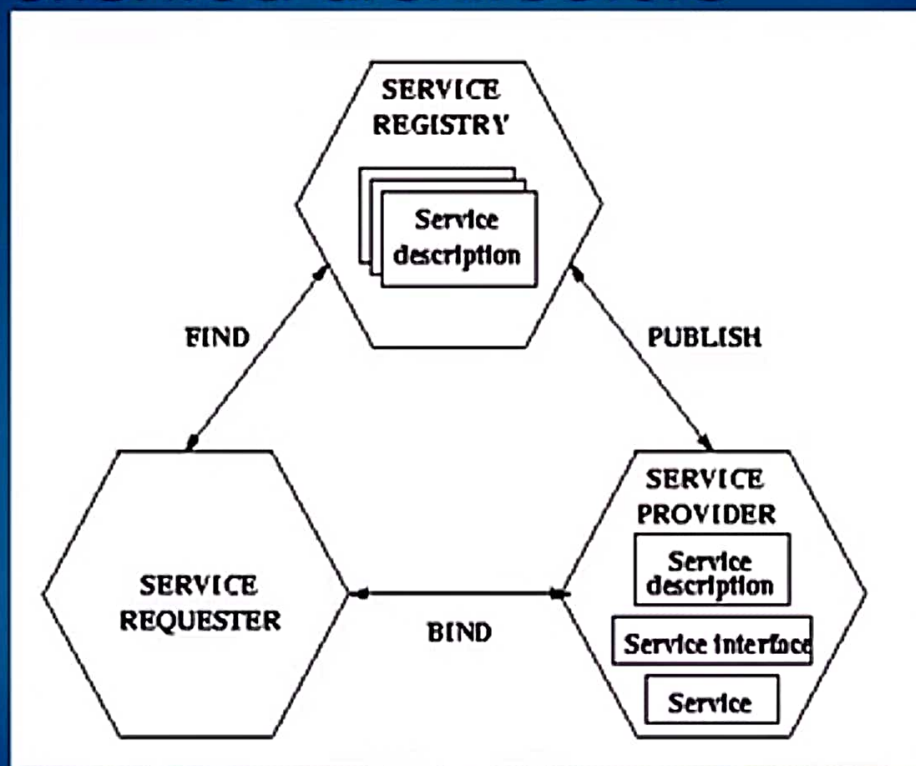 SERVICE
REGISTRY
Service
description
FIND
PUBLISH
SERVICE
REQUESTER
BIND
SERVICE
PROVIDER
Service
description
Service interface
Service